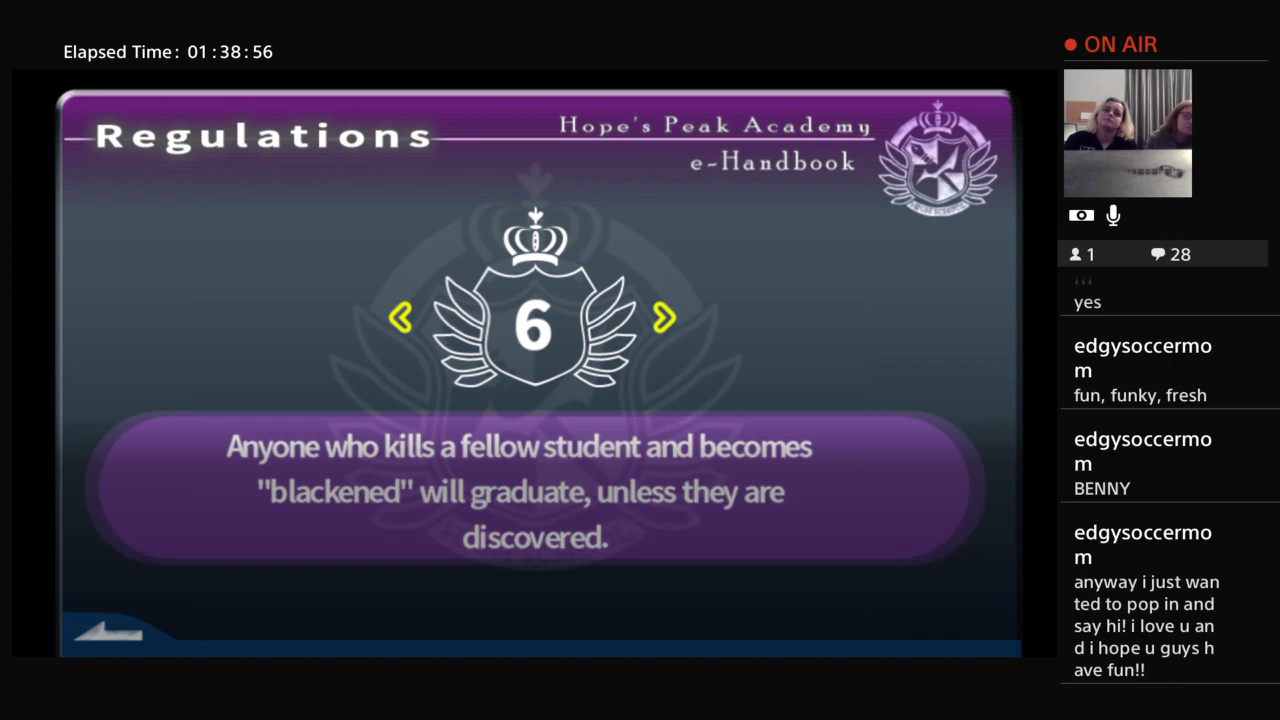 Elapsed Time: 01:38:56
ON AIR
Regulations
Hope's Peak Academy
e-Handbook
6
Anyone who kills a fellow student and becomes
"blackened" will graduate, unless they are
discovered.
1
28
yes
edgysoccermo
m
fun, funky, fresh
edgysoccermo
m
BENNY
edgysoccermo
m
anyway i just wan
ted to pop in and
say hi! i love u an
d i hope u guys h
ave fun!!